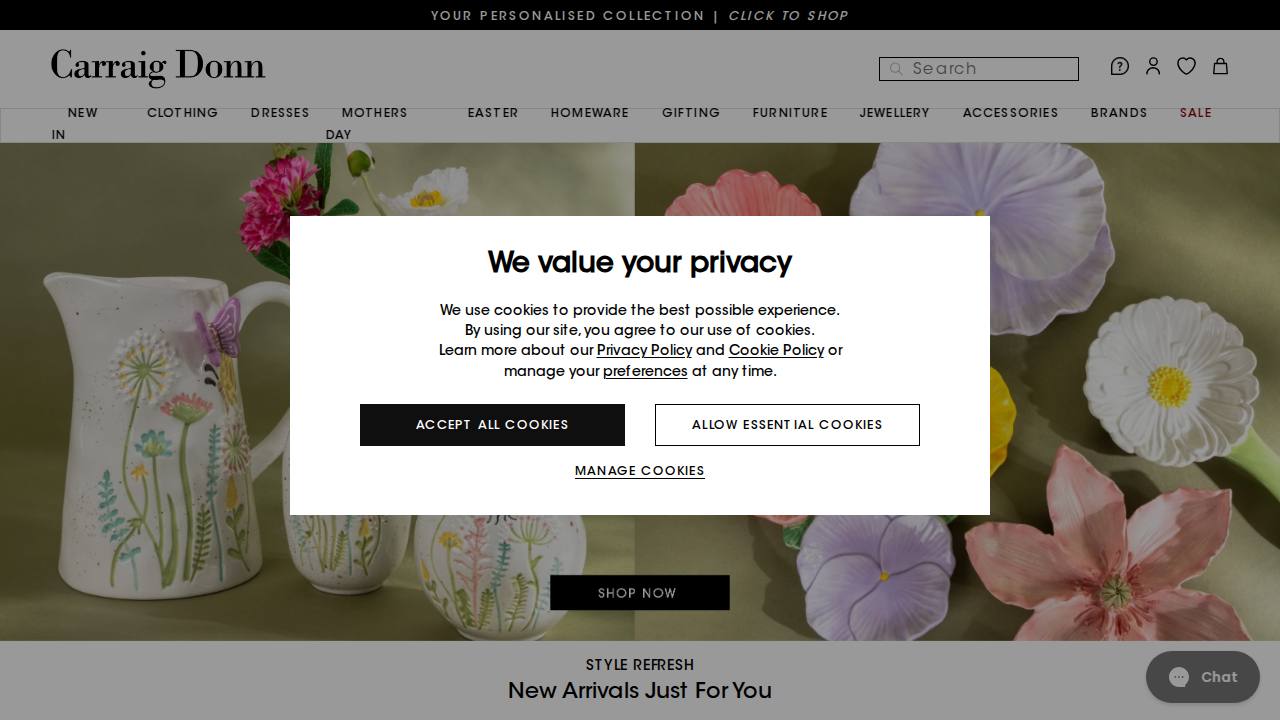 YOUR PERSONALISED COLLECTION | CLICK TO SHOP
Carraig Donn
Search
NEW IN
CLOTHING
DRESSES
MOTHERS DAY
EASTER
HOMEWARE
GIFTING
FURNITURE
JEWELLERY
ACCESSORIES
BRANDS
SALE
We value your privacy
We use cookies to provide the best possible experience.
By using our site, you agree to our use of cookies.
Learn more about our Privacy Policy and Cookie Policy or
manage your preferences at any time.
ACCEPT ALL COOKIES
ALLOW ESSENTIAL COOKIES
MANAGE COOKIES
SHOP NOW
STYLE REFRESH
New Arrivals Just For You
Chat